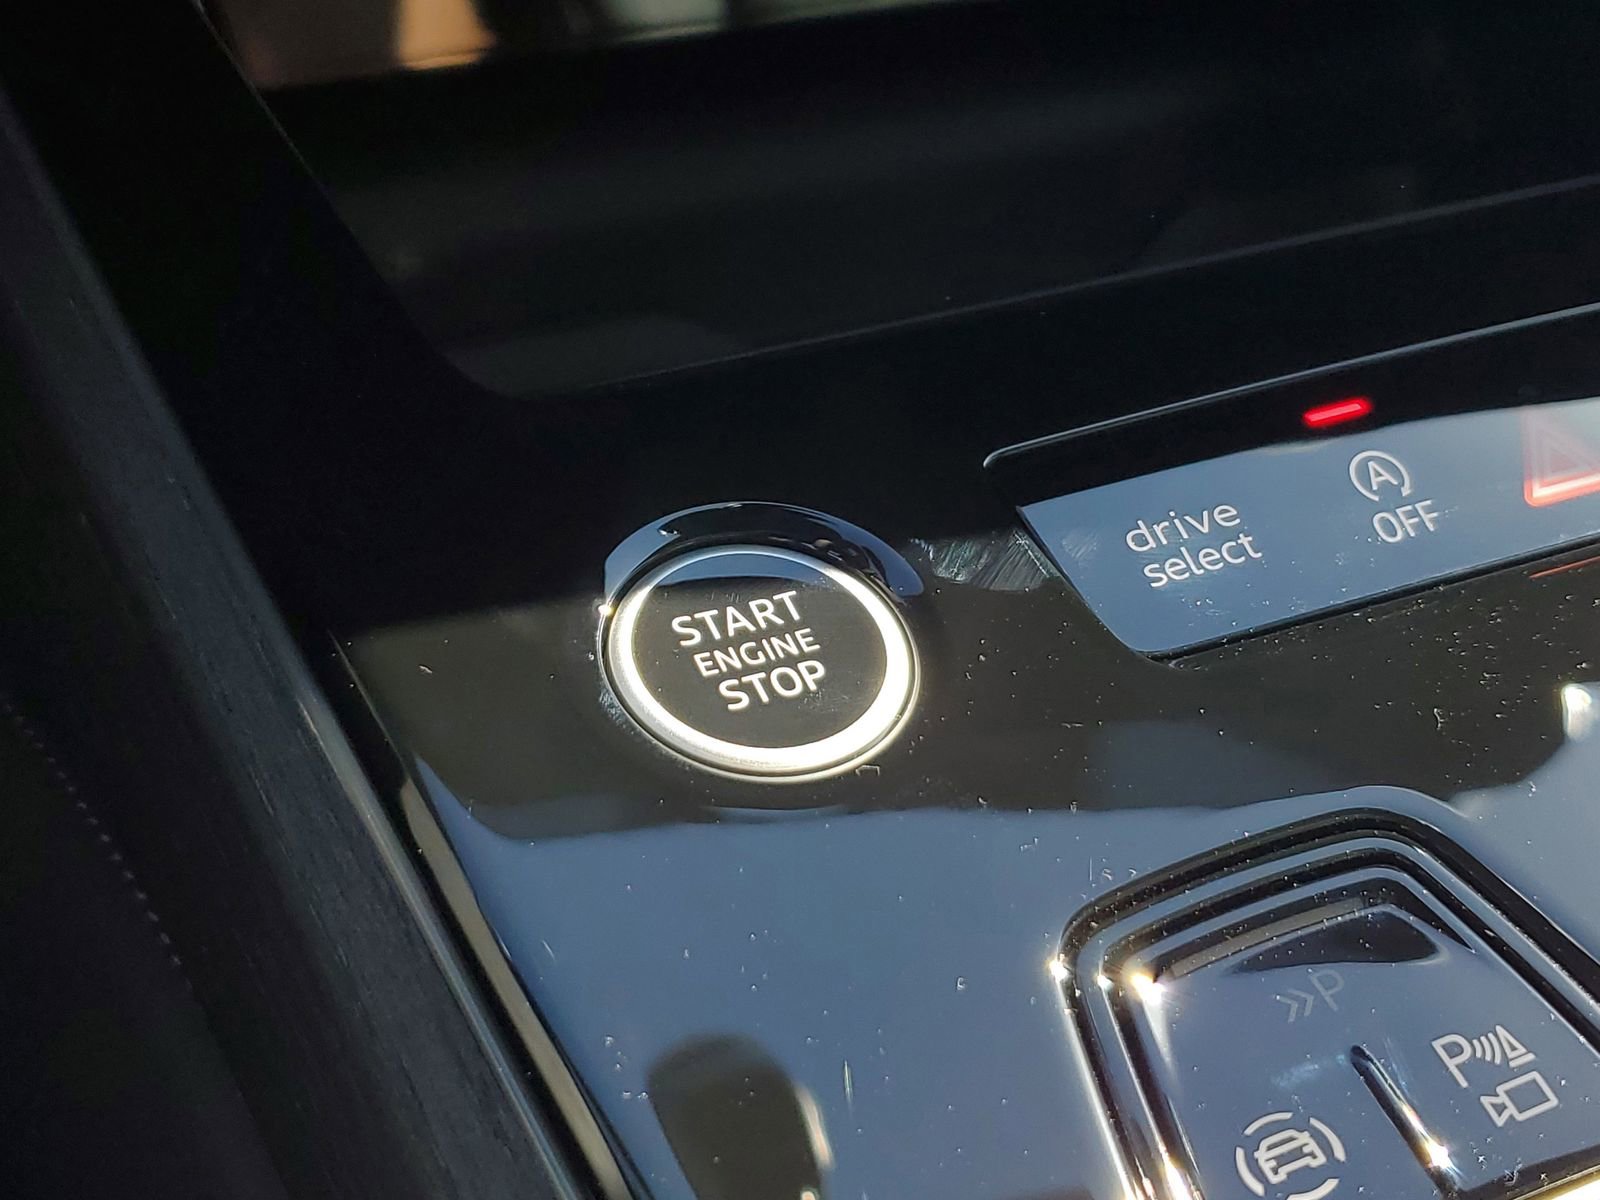 START
ENGINE
STOP
drive
select
A
OFF
P
P